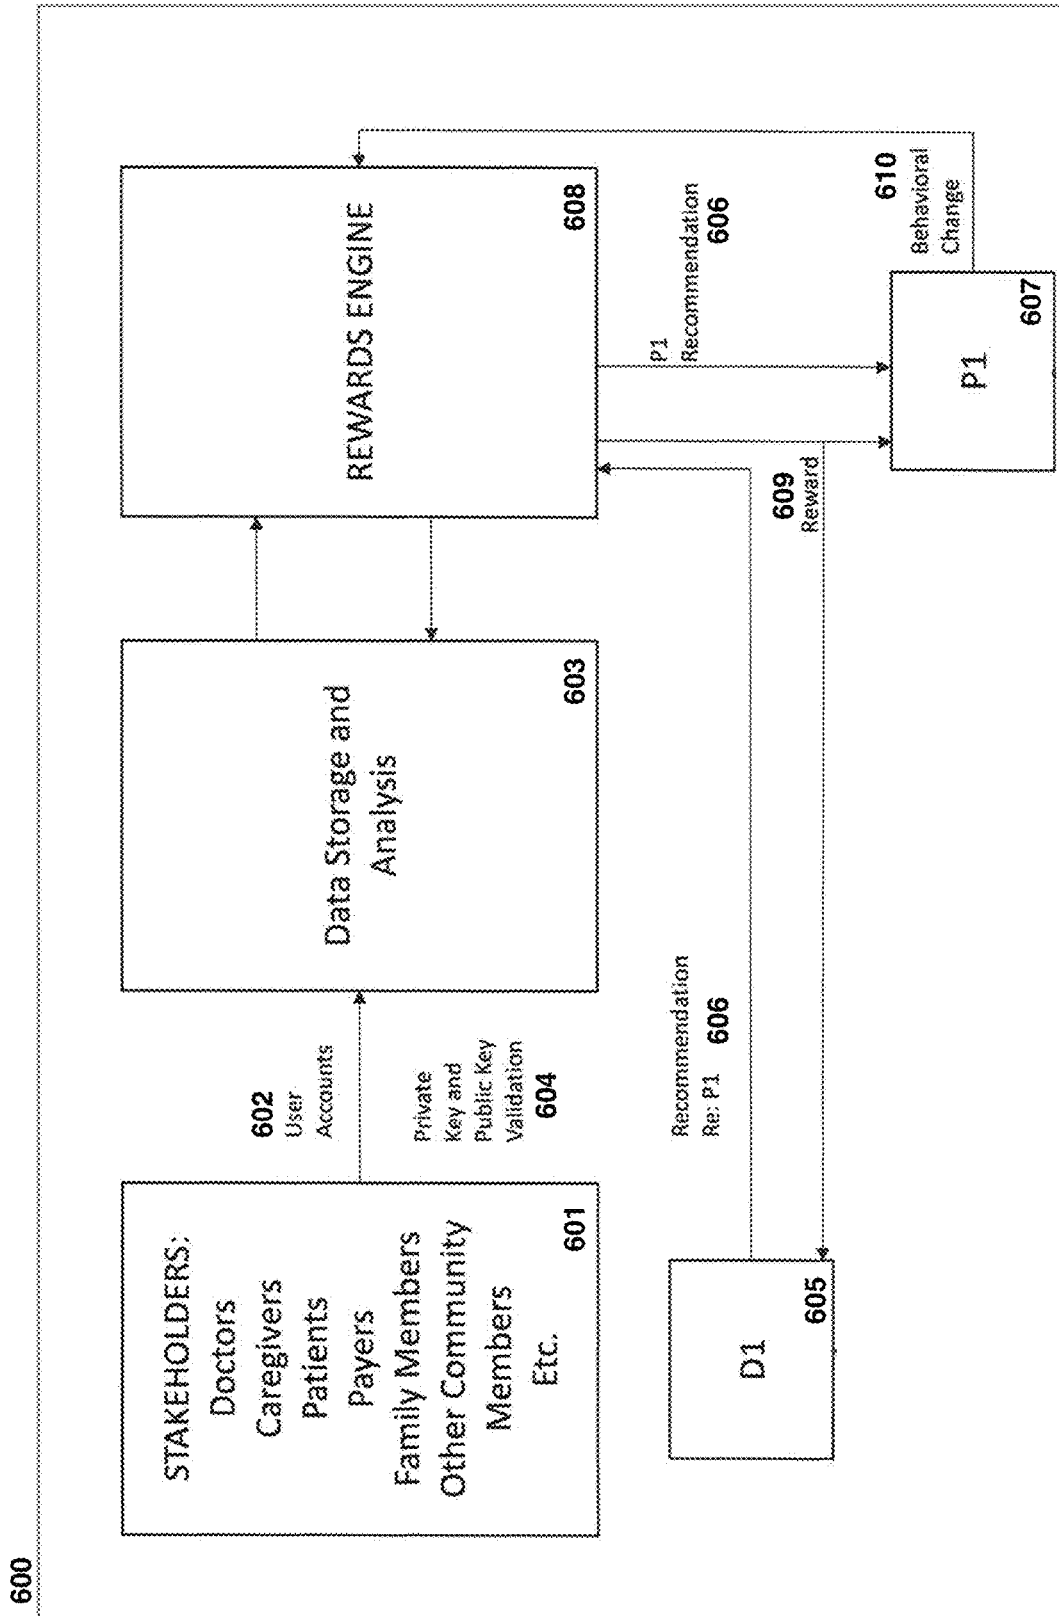 600
STAKEHOLDERS:
Doctors
Caregivers
Patients
Payers
Family Members
Other Community
Members
Etc.
601
602
User
Accounts
Private
Key and
Public Key
Validation
604
Data Storage and
Analysis
603
REWARDS ENGINE
608
D1
605
Recommendation
Re: P1 606
609
Reward
P1
Recommendation
606
P1
607
610
Behavioral
Change